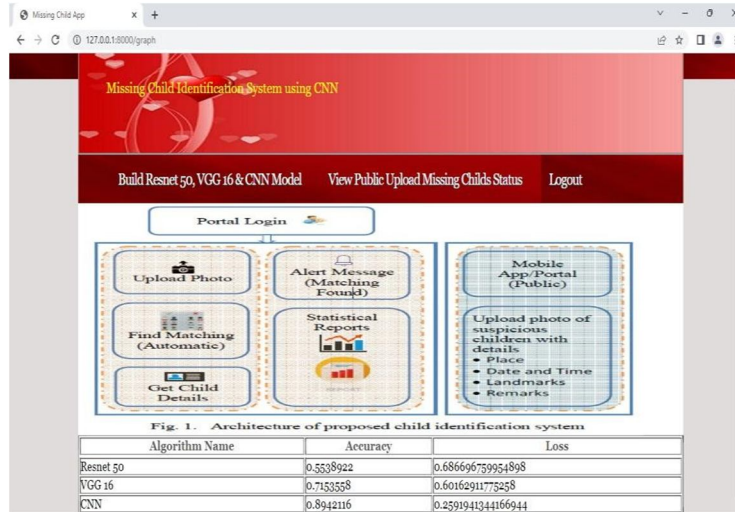 Missing Child App
127.0.0.1:8000/graph
Missing Child Identification System using CNN
Build Resnet 50, VGG 16 & CNN Model View Public Upload Missing Childs Status Logout
Portal Login
Upload Photo
Find Matching
(Automatic)
Get Child
Details
Alert Message
(Matching
Found)
Statistical
Reports
Mobile
App/Portal
(Public)
Upload photo of
suspicious
children with
details
• Place
• Date and Time
• Landmarks
• Remarks
Fig. 1. Architecture of proposed child identification system
Algorithm Name Accuracy Loss
Resnet 50 0.5538922 0.686696759954898
VGG 16 0.7153558 0.60162911775258
CNN 0.8942116 0.2591941344166944